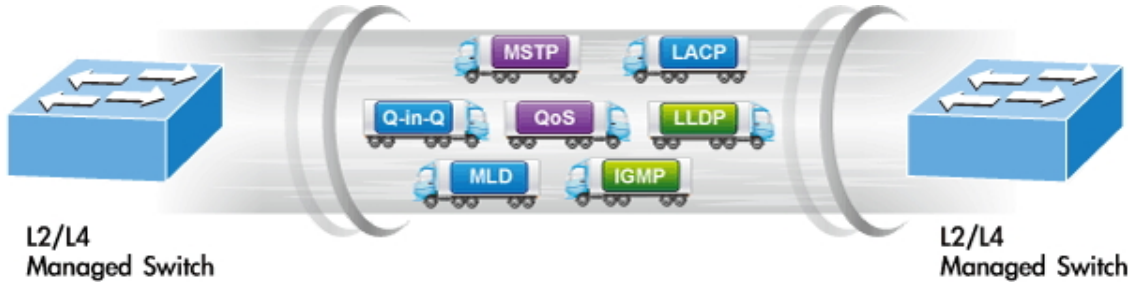 MSTP
LACP
Q-in-Q
QoS
LLDP
MLD
IGMP
L2/L4
Managed Switch
L2/L4
Managed Switch